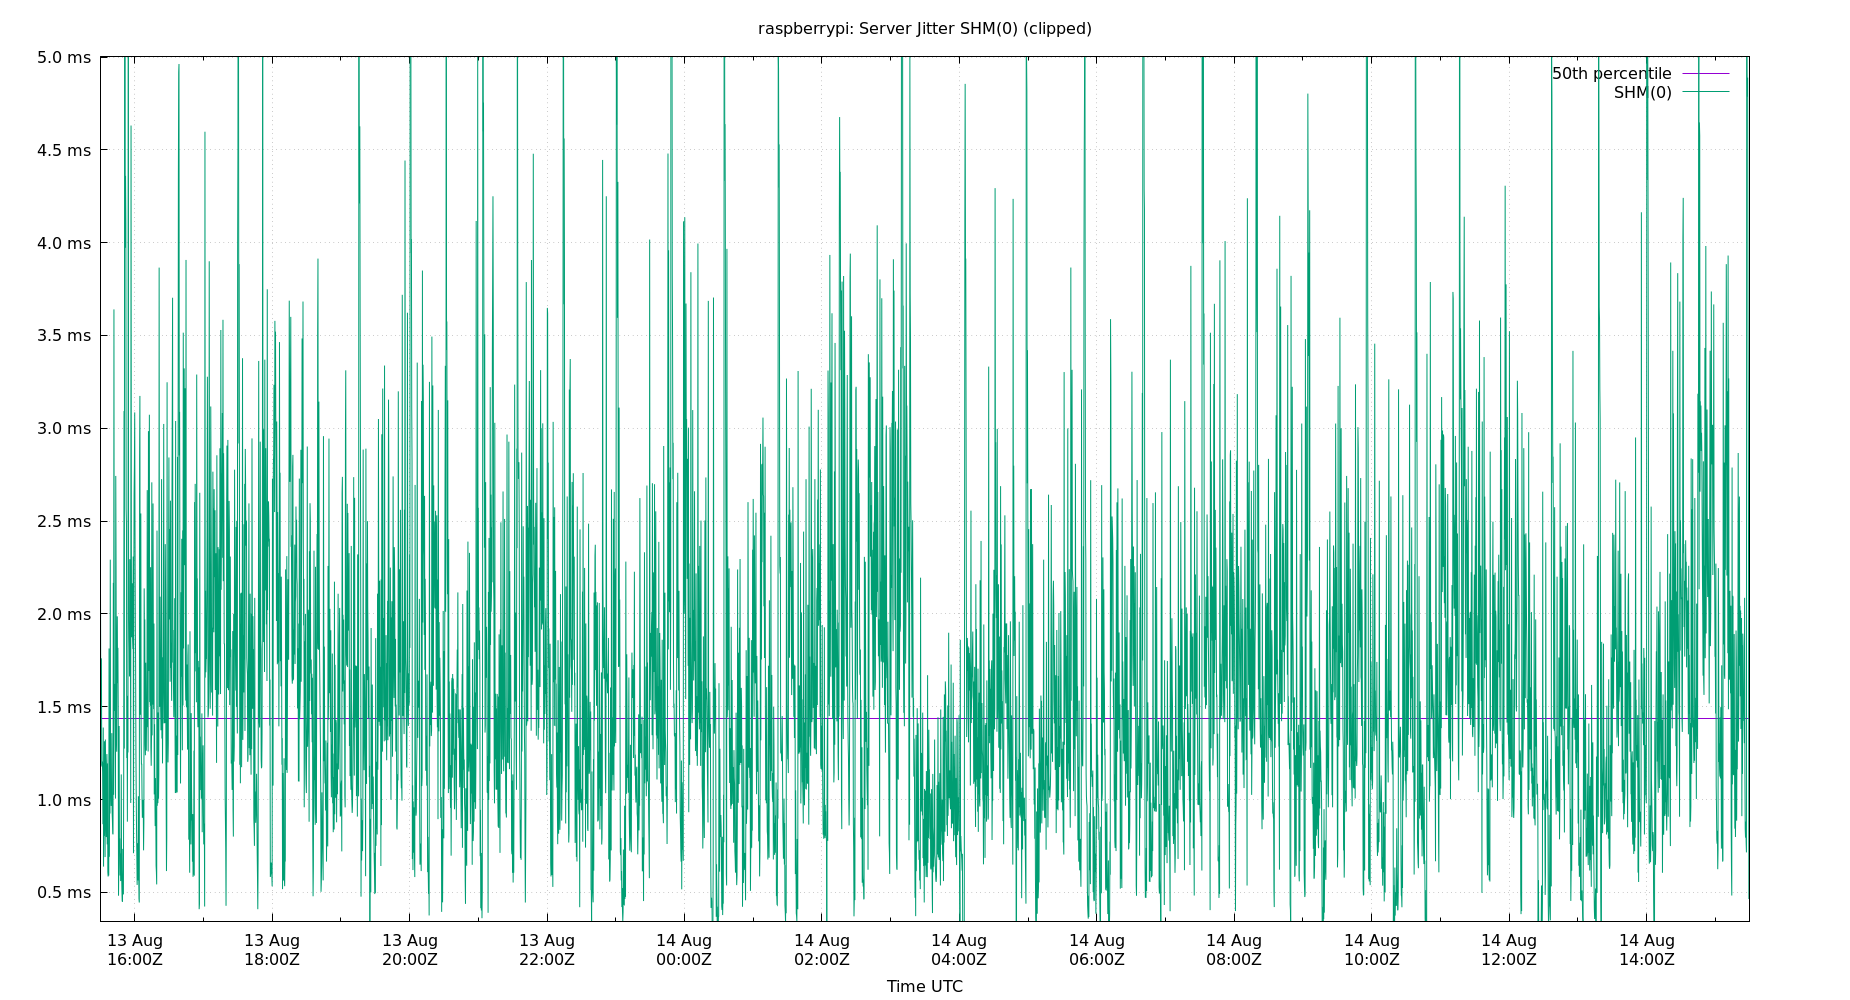 raspberrypi: Server Jitter SHM(0) (clipped)
5.0 ms
50th percentile
SHM(0)
4.5 ms
4.0 ms
3.5 ms
3.0 ms
2.5 ms
2.0 ms
1.5 ms
1.0 ms
0.5 ms
13 Aug 13 Aug 13 Aug 13 Aug 14 Aug 14 Aug 14 Aug 14 Aug 14 Aug 14 Aug 14 Aug 14 Aug
16:00Z 18:00Z 20:00Z 22:00Z 00:00Z 02:00Z 04:00Z 06:00Z 08:00Z 10:00Z 12:00Z 14:00Z
Time UTC